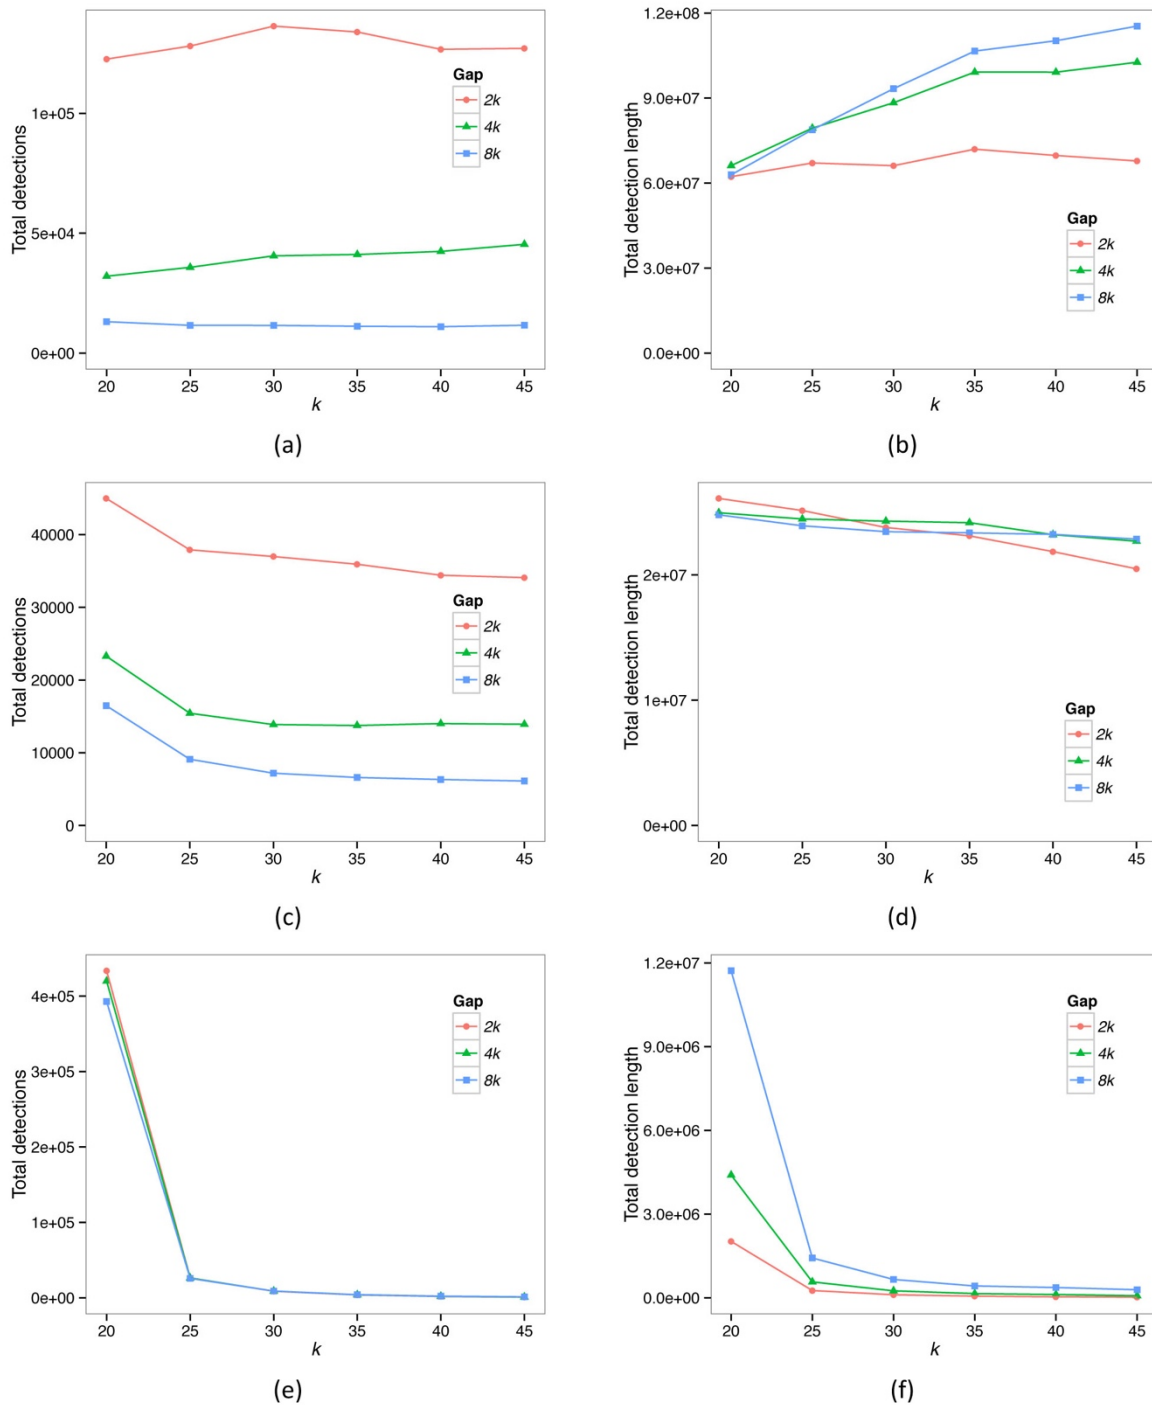 Total detections
1e+05
5e+04
0e+00
Gap
2k
4k
8k
20 25 30 35 40 45
k
(a)
Total detection length
1.2e+08
9.0e+07
6.0e+07
3.0e+07
0.0e+00
Gap
2k
4k
8k
20 25 30 35 40 45
k
(b)
Total detections
40000
30000
20000
10000
0
Gap
2k
4k
8k
20 25 30 35 40 45
k
(c)
Total detection length
2e+07
1e+07
0e+00
Gap
2k
4k
8k
20 25 30 35 40 45
k
(d)
Total detections
4e+05
3e+05
2e+05
1e+05
0e+00
Gap
2k
4k
8k
20 25 30 35 40 45
k
(e)
Total detection length
1.2e+07
9.0e+06
6.0e+06
3.0e+06
0.0e+00
Gap
2k
4k
8k
20 25 30 35 40 45
k
(f)